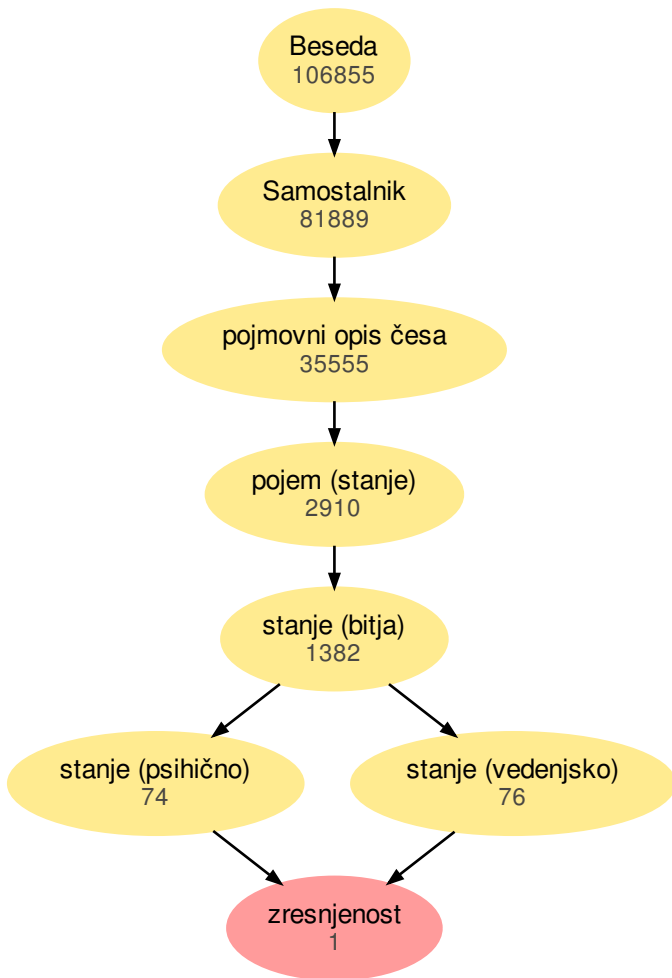 Beseda
106855
Samostalnik
81889
pojmovni opis česa
35555
pojem (stanje)
2910
stanje (bitja)
1382
stanje (psihično)
74
stanje (vedenjsko)
76
zresnjenost
1